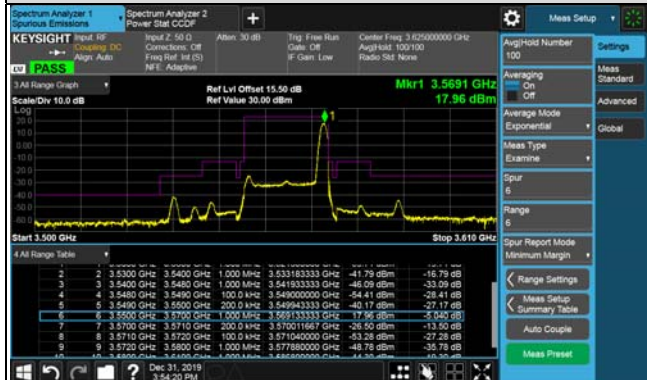 Spectrum Analyzer 1
Spurious Emissions
Spectrum Analyzer 2
Power Stat CCDF
+
Meas Setup
KEYSIGHT
Input: RF
Coupling: DC
Align: Auto
Input Z: 50 Ω
Corrections: Off
Freq Ref: Int (S)
NFE: Adaptive
Atten: 30 dB
Trig: Free Run
Gate: Off
IF Gain: Low
Center Freq: 3.625000000 GHz
Avg|Hold: 100/100
Radio Std: None
PASS
3 All Range Graph
Scale/Div 10.0 dB
Ref Lvl Offset 15.50 dB
Ref Value 30.00 dBm
Mkr1 3.5691 GHz
17.96 dBm
Log
20.0
10.0
0.00
-10.0
-20.0
-30.0
-40.0
-60.0
1
Start 3.500 GHz
Stop 3.610 GHz
4 All Range Table
2 2 3.5300 GHz 3.5400 GHz 1.000 MHz 3.533183333 GHz -41.79 dBm -16.79 dB
3 3 3.5400 GHz 3.5480 GHz 1.000 MHz 3.541933333 GHz -46.09 dBm -33.09 dB
4 4 3.5480 GHz 3.5490 GHz 100.0 kHz 3.549000000 GHz -54.41 dBm -28.41 dB
5 5 3.5490 GHz 3.5500 GHz 200.0 kHz 3.549943333 GHz -40.17 dBm -27.17 dB
6 6 3.5500 GHz 3.5700 GHz 1.000 MHz 3.569133333 GHz 17.96 dBm -5.040 dB
7 7 3.5700 GHz 3.5710 GHz 200.0 kHz 3.570011667 GHz -26.50 dBm -13.50 dB
8 8 3.5710 GHz 3.5720 GHz 100.0 kHz 3.571040000 GHz -53.28 dBm -27.28 dB
9 9 3.5720 GHz 3.5800 GHz 1.000 MHz 3.577880000 GHz -48.78 dBm -35.78 dB
Dec 31, 2019
3:54:20 PM
?
Avg|Hold Number
100
Averaging
On
Off
Average Mode
Exponential
Meas Type
Examine
Spur
6
Range
6
Spur Report Mode
Minimum Margin
Range Settings
Meas Setup
Summary Table
Auto Couple
Meas Preset
Settings
Meas
Standard
Advanced
Global